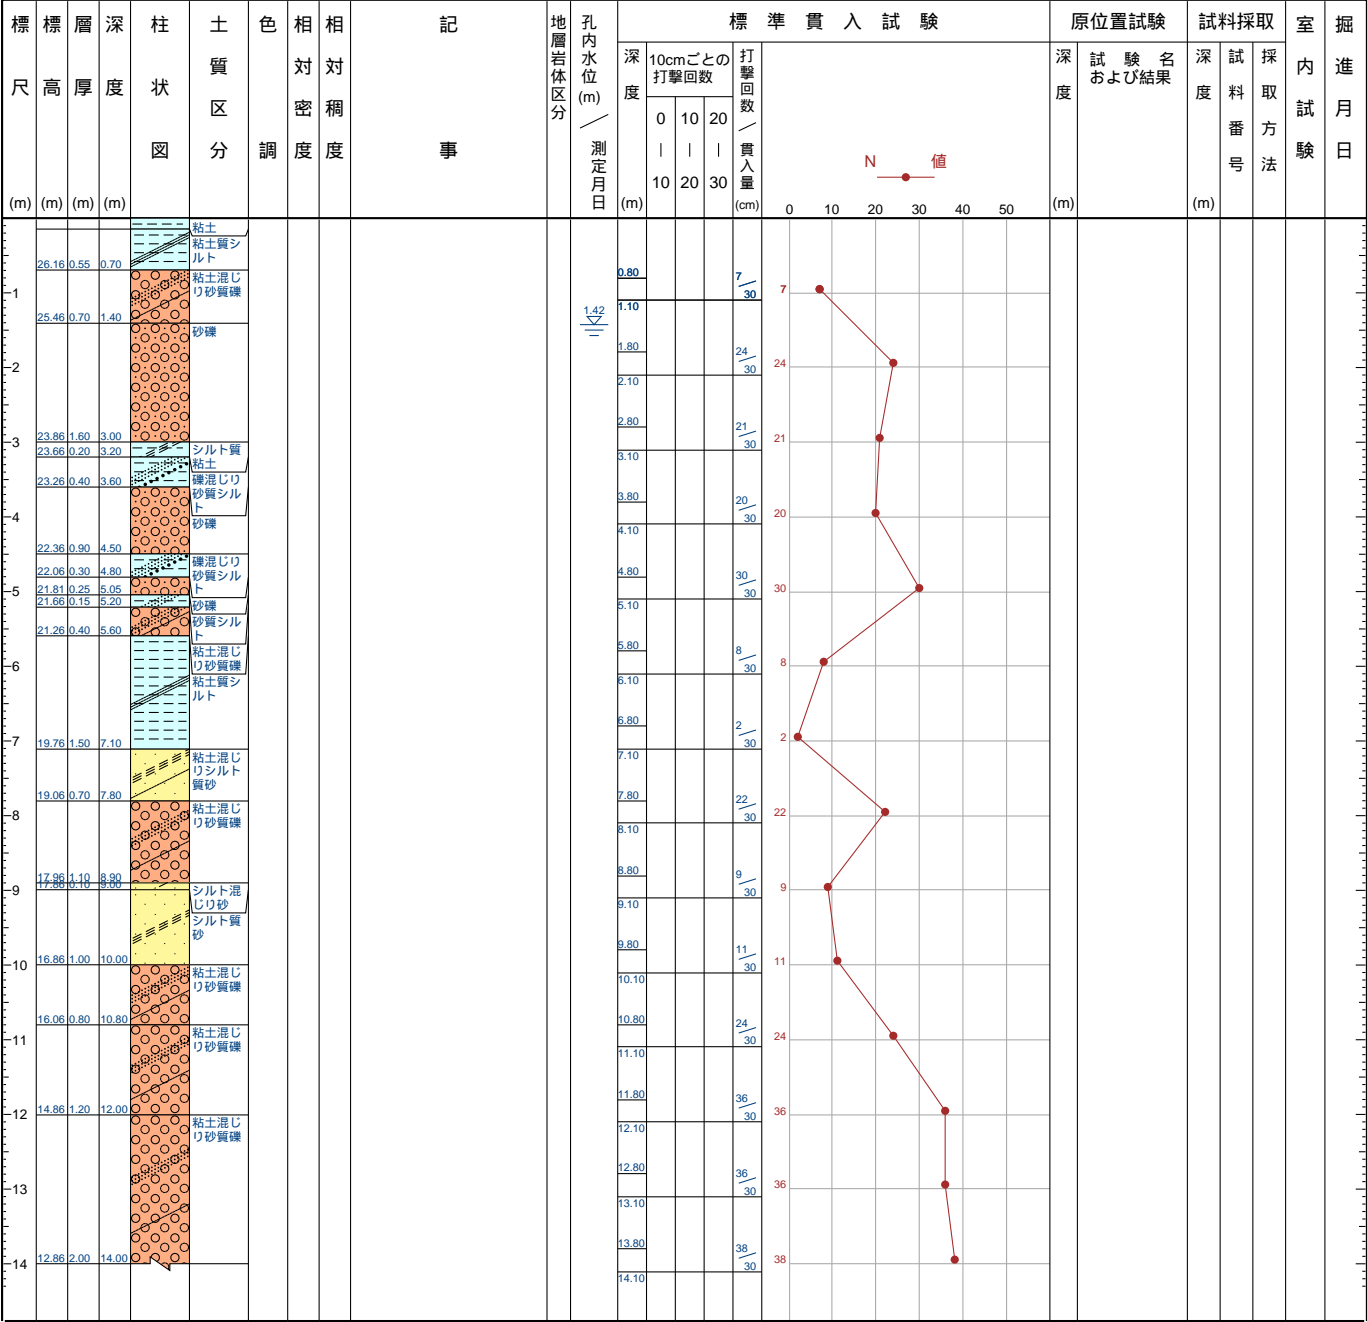 標尺(m)
標高(m)
層厚(m)
深度(m)
柱状図
土質区分
色調
相対密度
相対稠度
記事
地層岩体区分
孔内水位(m)／測定月日
標準貫入試験
深度(m)
10cmごとの
打撃回数
0 10 20
| | |
10 20 30
打撃回数／貫入量(cm)
N 値
0 10 20 30 40 50
原位置試験
深度(m)
試験名
および結果
試料採取
深度(m)
試料番号
採取方法
室内試験
掘進月日
粘土
粘土質シ
ルト
26.16 0.55 0.70
粘土混じ
り砂質礫
0.80 7/30 7
1
1.10
25.46 0.70 1.40
1.42
砂礫
1.80 24/30 24
2
2.10
2.80 21/30 21
23.86 1.60 3.00
3
3.10
23.66 0.20 3.20
シルト質
粘土
23.26 0.40 3.60
礫混じり
砂質シル
ト
3.80 20/30 20
4
砂礫
4.10
22.36 0.90 4.50
礫混じり
砂質シル
ト
22.06 0.30 4.80
4.80 30/30 30
21.81 0.25 5.05
5
5.10
砂礫
21.66 0.15 5.20
砂質シル
ト
21.26 0.40 5.60
粘土混じ
り砂質礫
5.80 8/30 8
6
粘土質シ
ルト
6.10
6.80 2/30 2
7
19.76 1.50 7.10
7.10
粘土混じ
りシルト
質砂
19.06 0.70 7.80
7.80 22/30 22
粘土混じ
り砂質礫
8
8.10
8.80 9/30 9
17.96 1.10 8.90
17.86 0.10 9.00
9
シルト混
じり砂
9.10
シルト質
砂
9.80 11/30 11
16.86 1.00 10.00
10
粘土混じ
り砂質礫
10.10
16.06 0.80 10.80
10.80 24/30 24
粘土混じ
り砂質礫
11
11.10
11.80 36/30 36
14.86 1.20 12.00
12
粘土混じ
り砂質礫
12.10
12.80 36/30 36
13
13.10
13.80 38/30 38
12.86 2.00 14.00
14
14.10